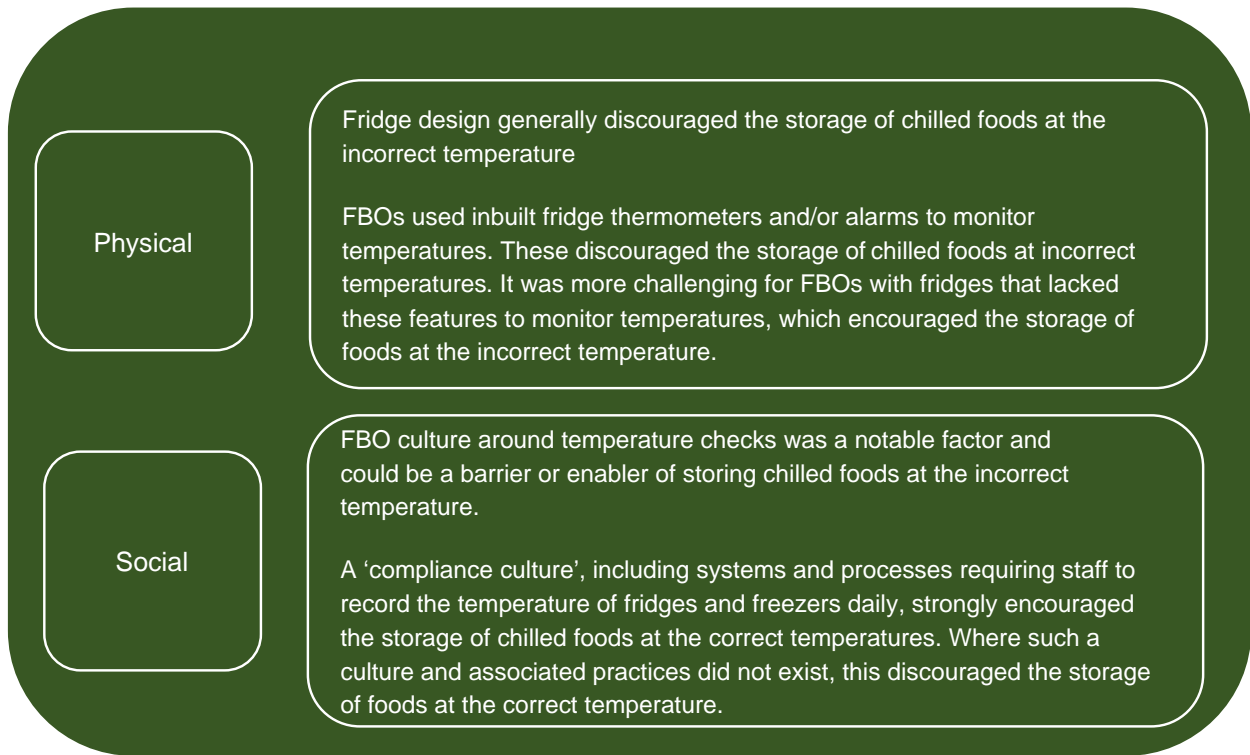 Physical
Fridge design generally discouraged the storage of chilled foods at the
incorrect temperature
FBOs used inbuilt fridge thermometers and/or alarms to monitor
temperatures. These discouraged the storage of chilled foods at incorrect
temperatures. It was more challenging for FBOs with fridges that lacked
these features to monitor temperatures, which encouraged the storage of
foods at the incorrect temperature.
Social
FBO culture around temperature checks was a notable factor and
could be a barrier or enabler of storing chilled foods at the incorrect
temperature.
A ‘compliance culture’, including systems and processes requiring staff to
record the temperature of fridges and freezers daily, strongly encouraged
the storage of chilled foods at the correct temperatures. Where such a
culture and associated practices did not exist, this discouraged the storage
of foods at the correct temperature.